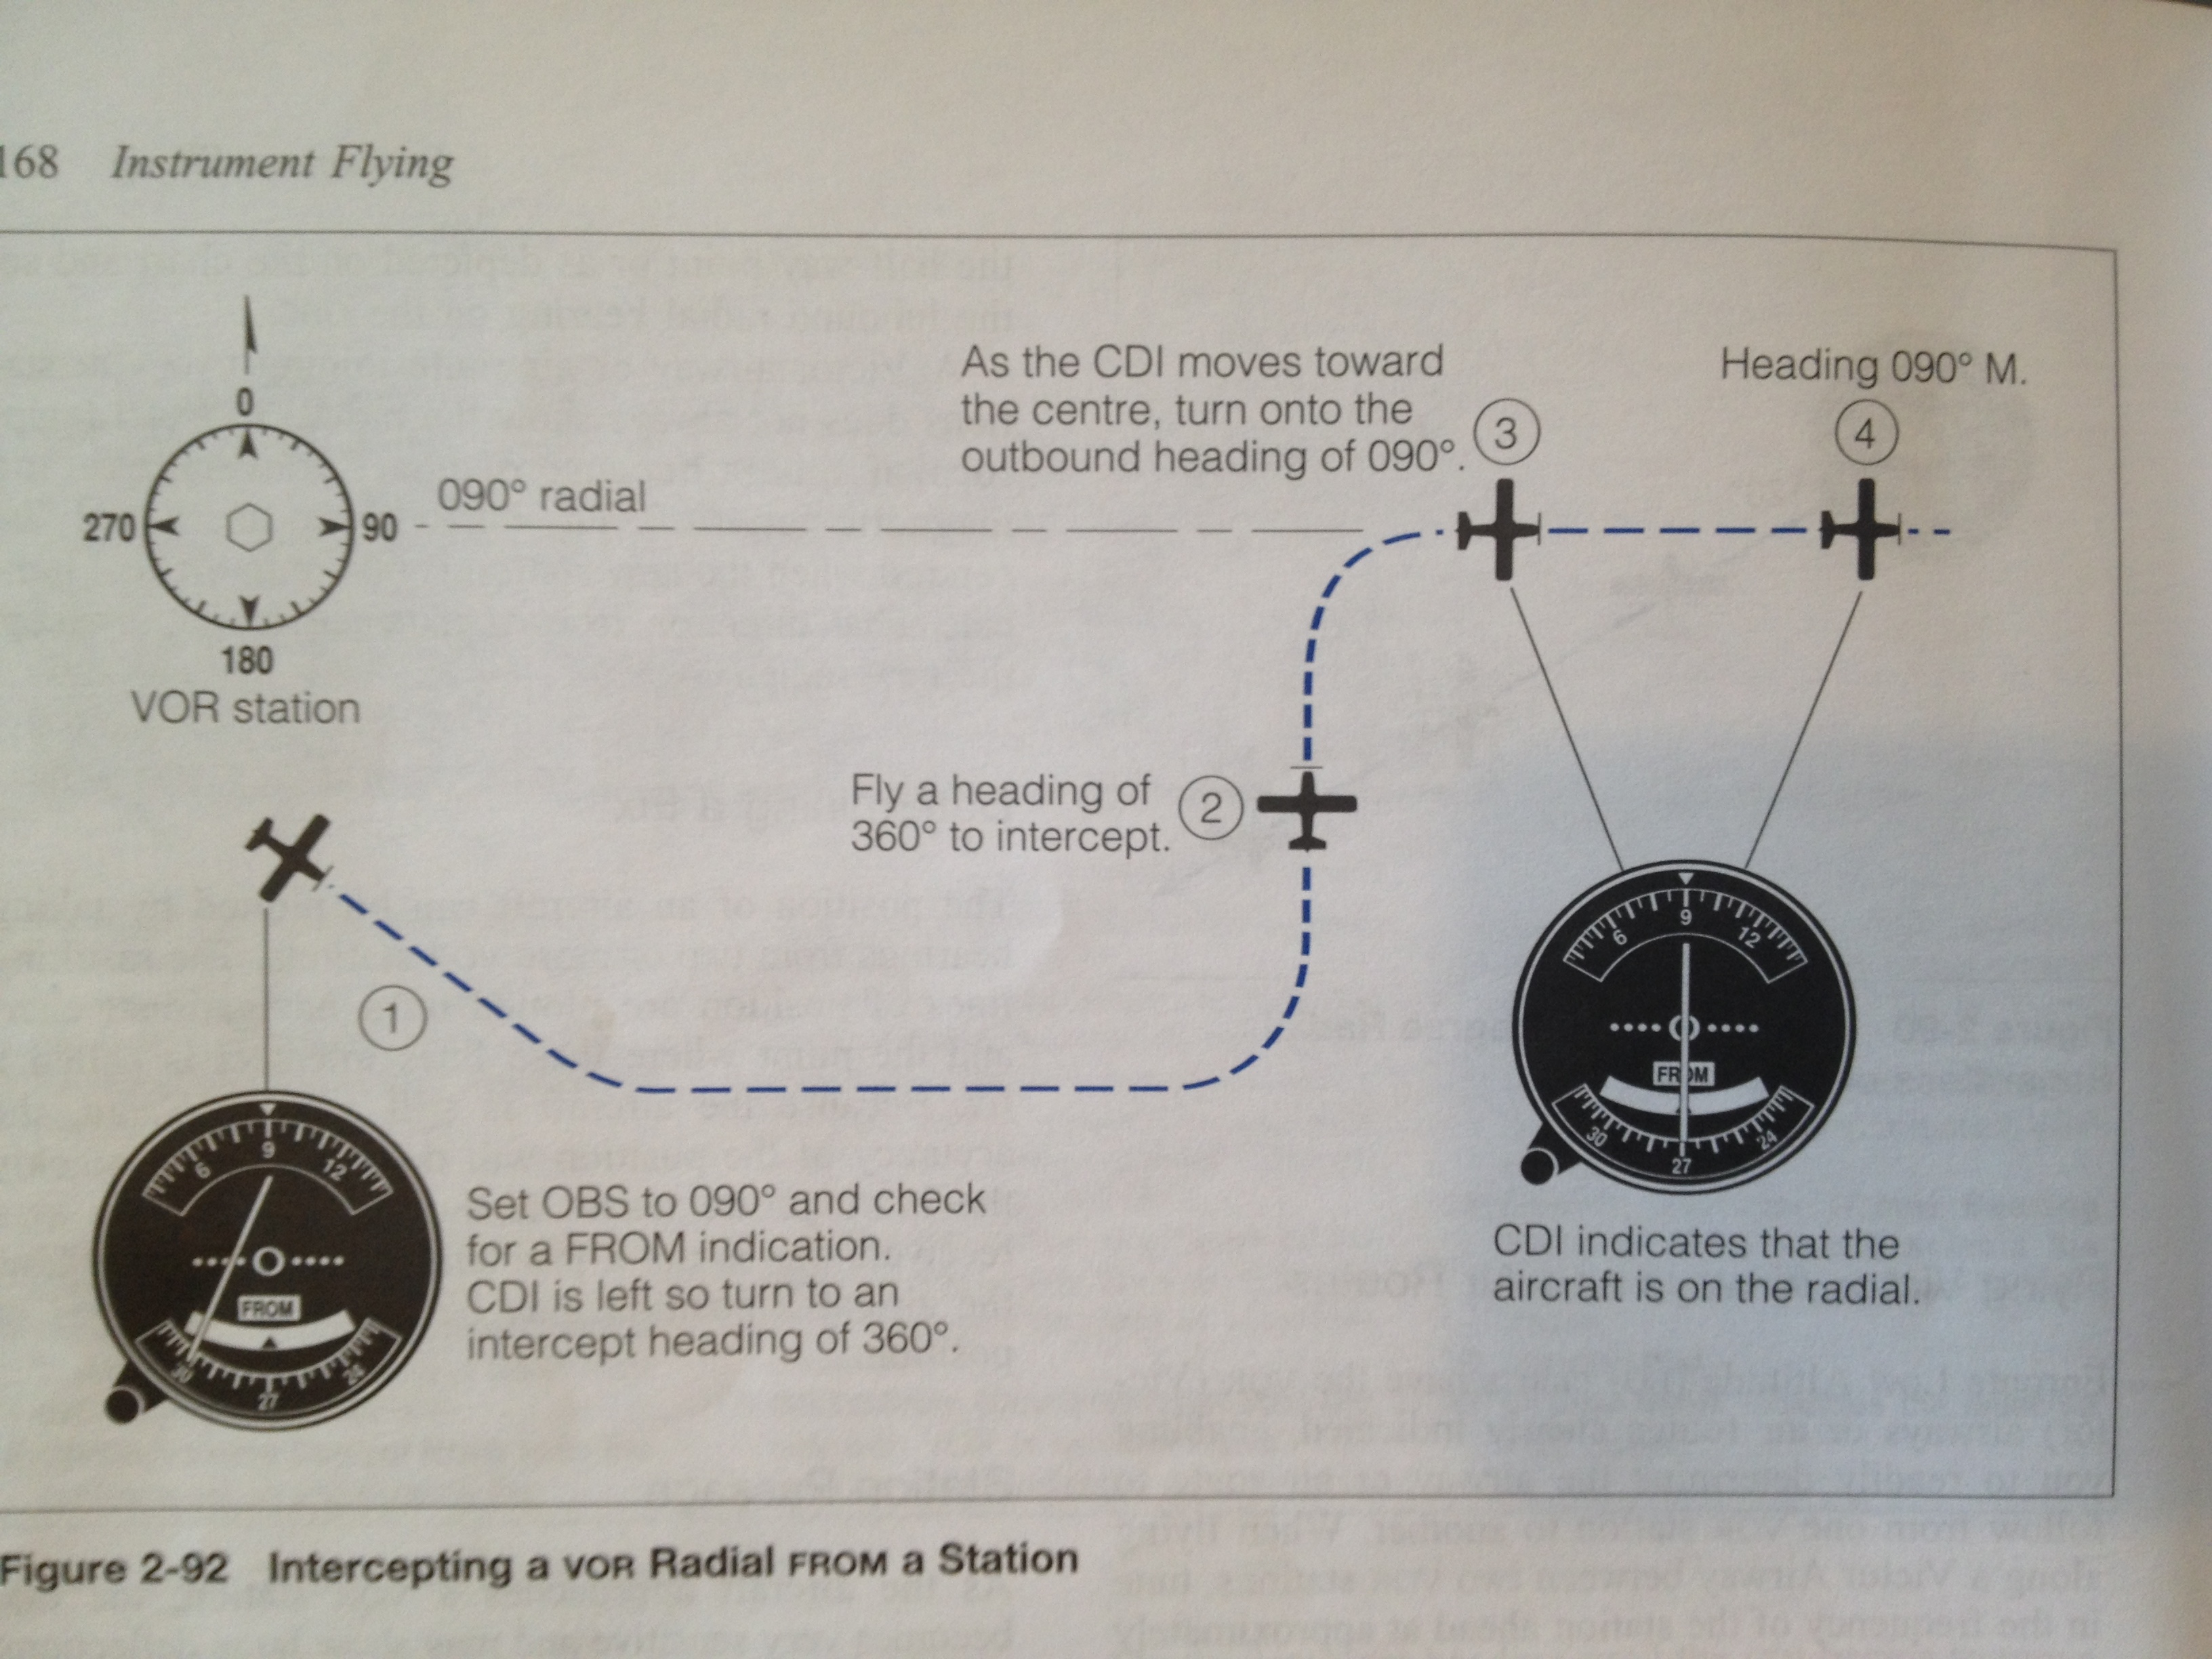 168 Instrument Flying
0
270
90
180
VOR station
090° radial
As the CDI moves toward
the centre, turn onto the
outbound heading of 090°.
3
Heading 090° M.
4
Fly a heading of
360° to intercept.
2
1
6
9
12
FROM
30
27
24
Set OBS to 090° and check
for a FROM indication.
CDI is left so turn to an
intercept heading of 360°.
6
9
12
FROM
30
27
24
CDI indicates that the
aircraft is on the radial.
Figure 2-92 Intercepting a VOR Radial FROM a Station